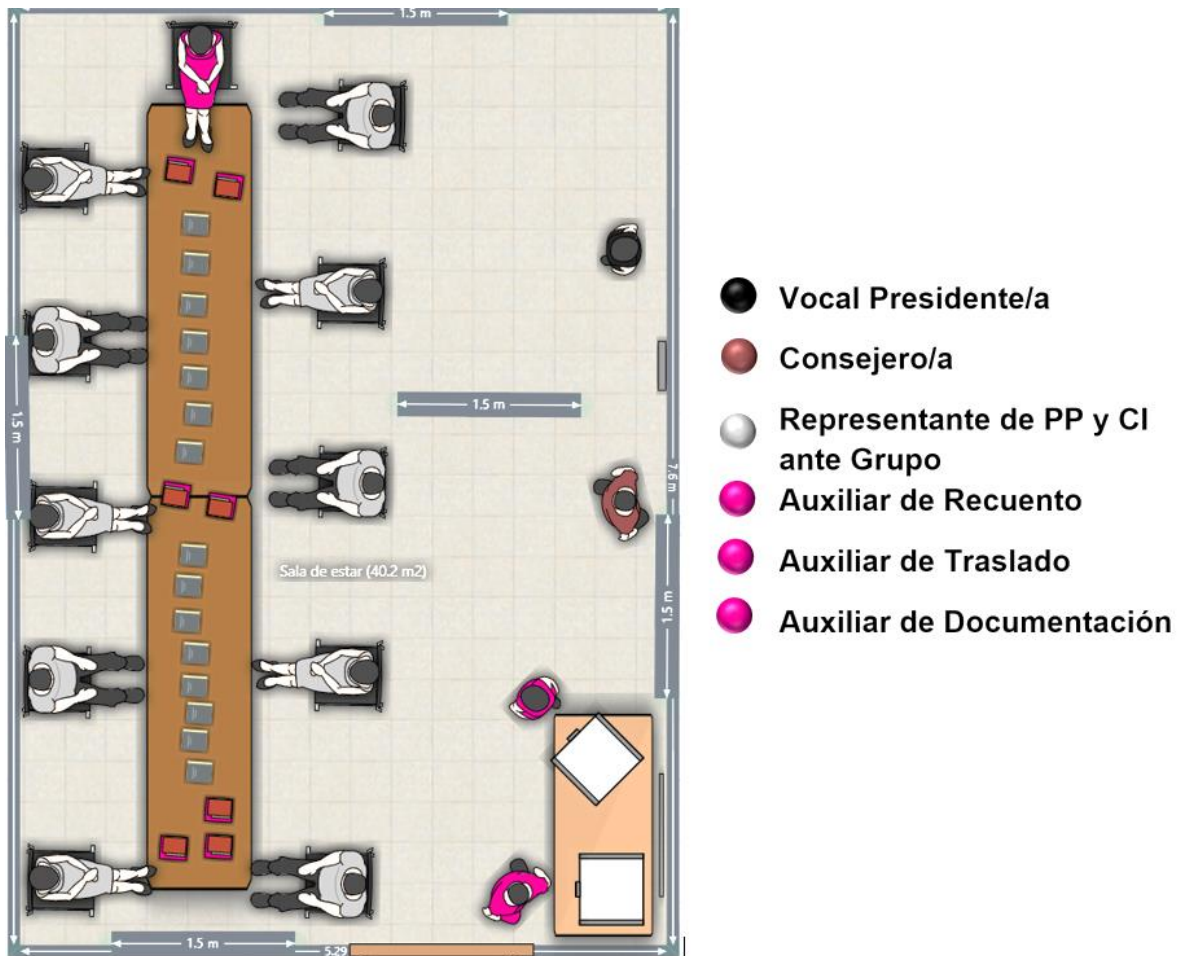 1.5 m
1.5 m
1.5 m
7.6 m
Sala de estar (40.2 m2)
1.5 m
1.5 m
5.29
Vocal Presidente/a
Consejero/a
Representante de PP y CI
ante Grupo
Auxiliar de Recuento
Auxiliar de Traslado
Auxiliar de Documentación